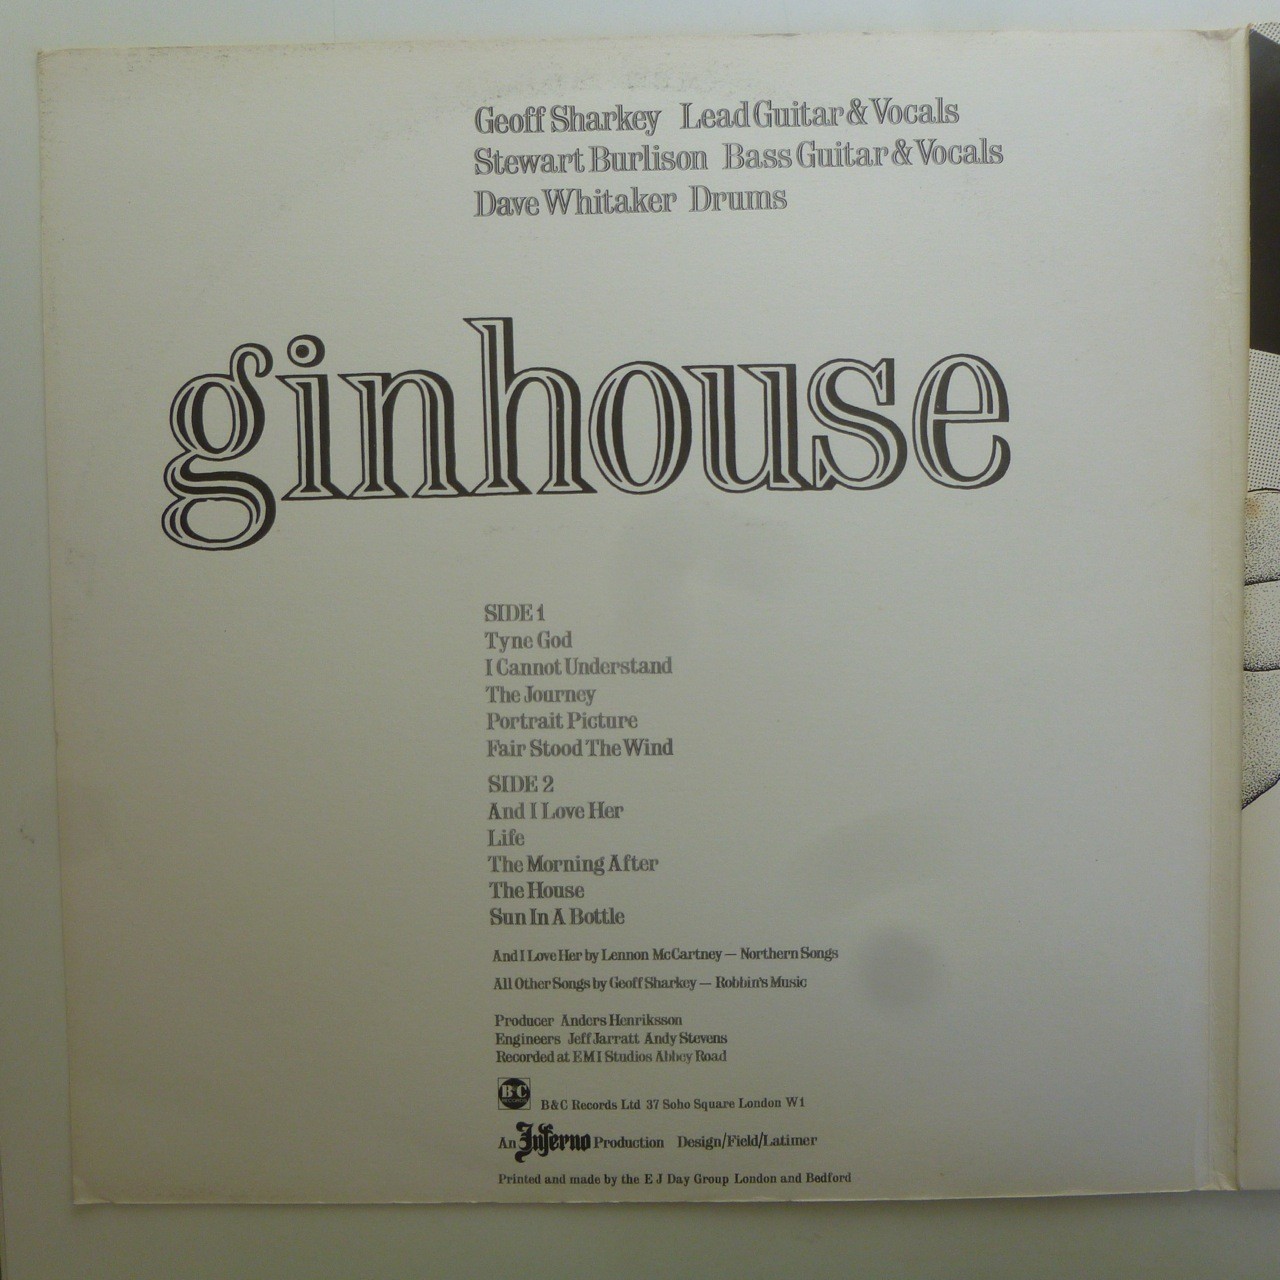 Geoff Sharkey Lead Guitar & Vocals
Stewart Burlison Bass Guitar & Vocals
Dave Whitaker Drums
ginhouse
SIDE 1
Tyne God
I Cannot Understand
The Journey
Portrait Picture
Fair Stood The Wind
SIDE 2
And I Love Her
Life
The Morning After
The House
Sun In A Bottle
And I Love Her by Lennon McCartney — Northern Songs
All Other Songs by Geoff Sharkey — Robbin's Music
Producer Anders Henriksson
Engineers Jeff Jarratt Andy Stevens
Recorded at EMI Studios Abbey Road
B&C RECORDS
B&C Records Ltd 37 Soho Square London W1
An Inferno Production Design/Field/Latimer
Printed and made by the E J Day Group London and Bedford